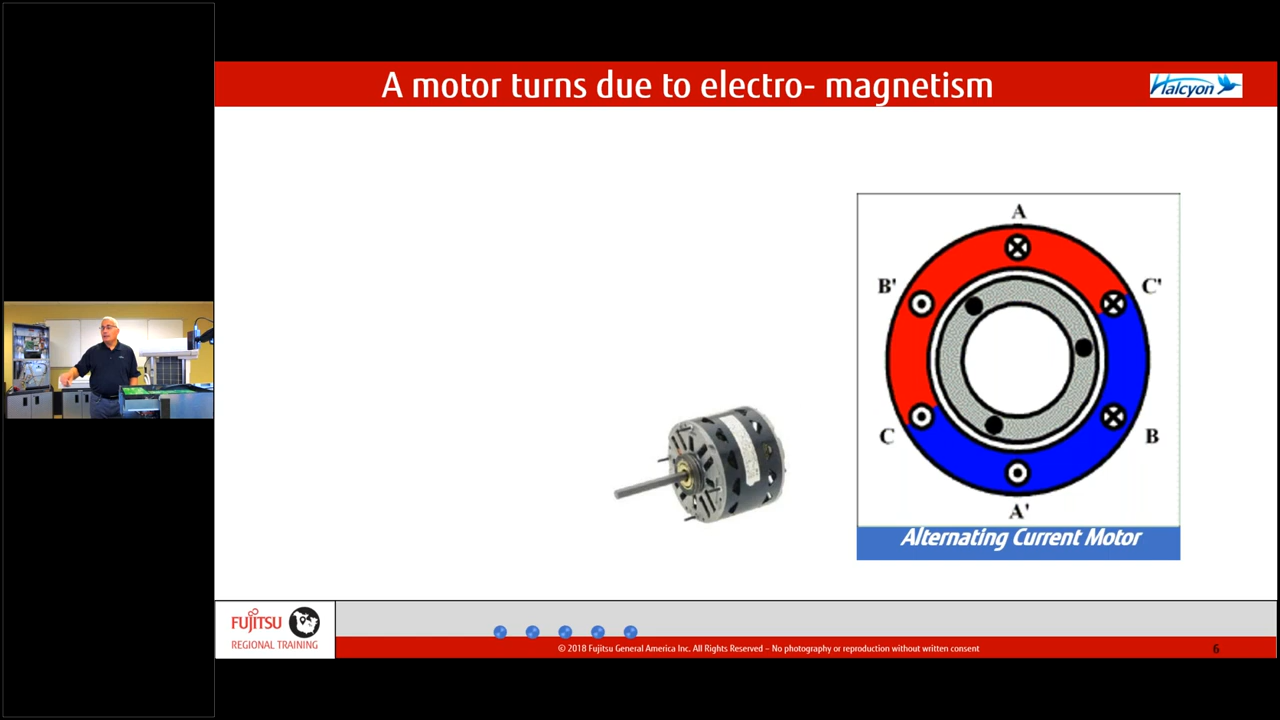 A motor turns due to electro- magnetism
Halcyon
A
B'
C'
C
B
A'
Alternating Current Motor
FUJITSU
REGIONAL TRAINING
© 2018 Fujitsu General America Inc. All Rights Reserved – No photography or reproduction without written consent
6